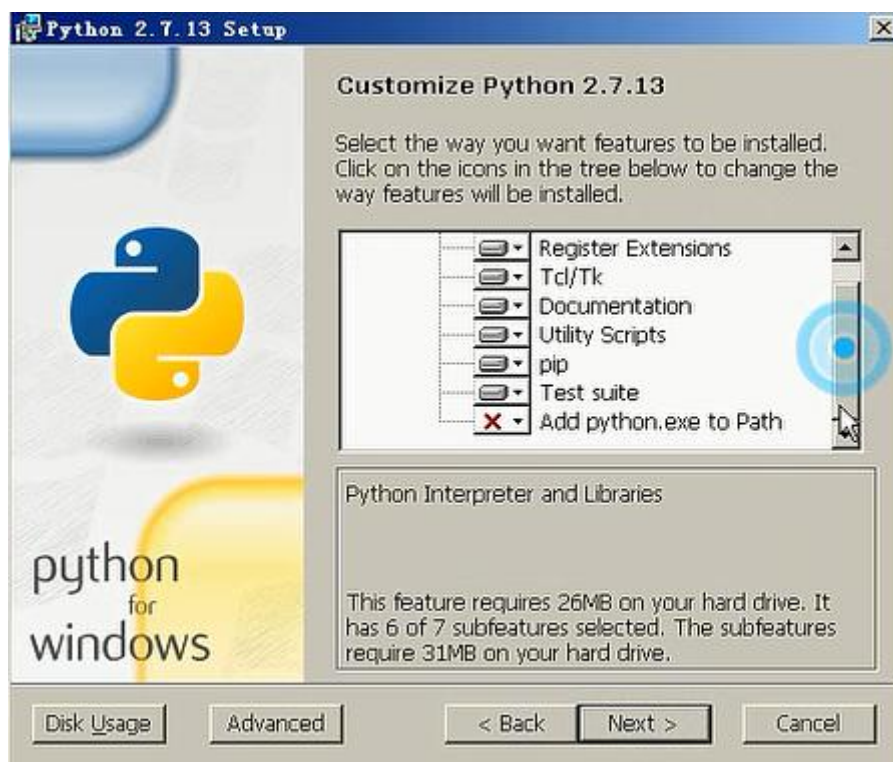 Python 2.7.13 Setup
Customize Python 2.7.13
Select the way you want features to be installed.
Click on the icons in the tree below to change the
way features will be installed.
Register Extensions
Tcl/Tk
Documentation
Utility Scripts
pip
Test suite
Add python.exe to Path
Python Interpreter and Libraries
This feature requires 26MB on your hard drive. It
has 6 of 7 subfeatures selected. The subfeatures
require 31MB on your hard drive.
python
for
windows
Disk Usage
Advanced
< Back
Next >
Cancel